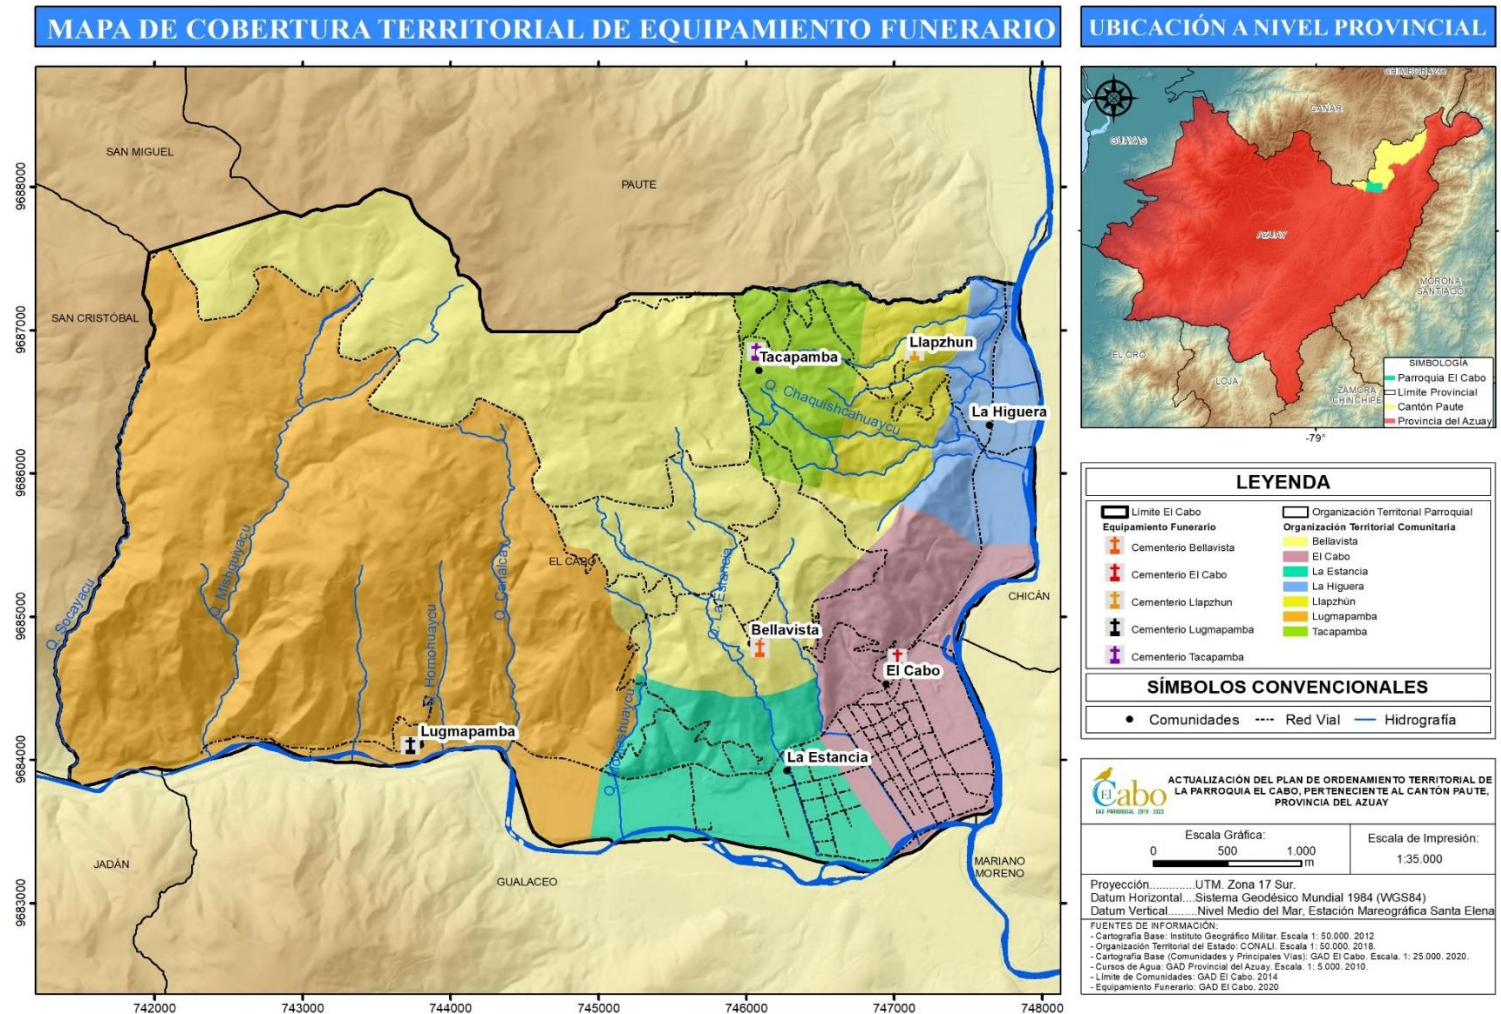 MAPA DE COBERTURA TERRITORIAL DE EQUIPAMIENTO FUNERARIO
SAN MIGUEL
PAUTE
SAN CRISTÓBAL
Tacapamba
Llapzhun
Q. Chaquishcahuaycu
La Higuera
Q. Mishquiyacu
Q. Canalcay
EL CABO
Q. La Estancia
Q. Socayacu
CHICÁN
Bellavista
El Cabo
Lugmapamba
La Estancia
JADÁN
GUALACEO
MARIANO
MORENO
9688000
9687000
9686000
9685000
9684000
9683000
742000
743000
744000
745000
746000
747000
748000
UBICACIÓN A NIVEL PROVINCIAL
CHIMBORAZO
CAÑAR
GUAYAS
AZUAY
MORONA
SANTIAGO
EL ORO
LOJA
ZAMORA
CHINCHIPE
-79°
SIMBOLOGÍA
Parroquia El Cabo
Límite Provincial
Cantón Paute
Provincia del Azuay
LEYENDA
Límite El Cabo
Equipamiento Funerario
Cementerio Bellavista
Cementerio El Cabo
Cementerio Llapzhun
Cementerio Lugmapamba
Cementerio Tacapamba
Organización Territorial Parroquial
Organización Territorial Comunitaria
Bellavista
El Cabo
La Estancia
La Higuera
Llapzhún
Lugmapamba
Tacapamba
SÍMBOLOS CONVENCIONALES
Comunidades
Red Vial
Hidrografía
El Cabo
GAD PARROQUIAL 2019 - 2023
ACTUALIZACIÓN DEL PLAN DE ORDENAMIENTO TERRITORIAL DE
LA PARROQUIA EL CABO, PERTENECIENTE AL CANTÓN PAUTE,
PROVINCIA DEL AZUAY
Escala Gráfica:
0 500 1.000
m
Escala de Impresión:
1:35.000
Proyección..............UTM. Zona 17 Sur.
Datum Horizontal....Sistema Geodésico Mundial 1984 (WGS84)
Datum Vertical.........Nivel Medio del Mar, Estación Mareográfica Santa Elena
FUENTES DE INFORMACIÓN:
- Cartografía Base: Instituto Geográfico Militar. Escala 1: 50.000. 2012
- Organización Territorial del Estado: CONALI. Escala 1: 50.000. 2018.
- Cartografía Base (Comunidades y Principales Vías): GAD El Cabo. Escala. 1: 25.000. 2020.
- Cursos de Agua: GAD Provincial del Azuay. Escala. 1: 5.000. 2010.
- Límite de Comunidades: GAD El Cabo. 2014
- Equipamiento Funerario: GAD El Cabo. 2020